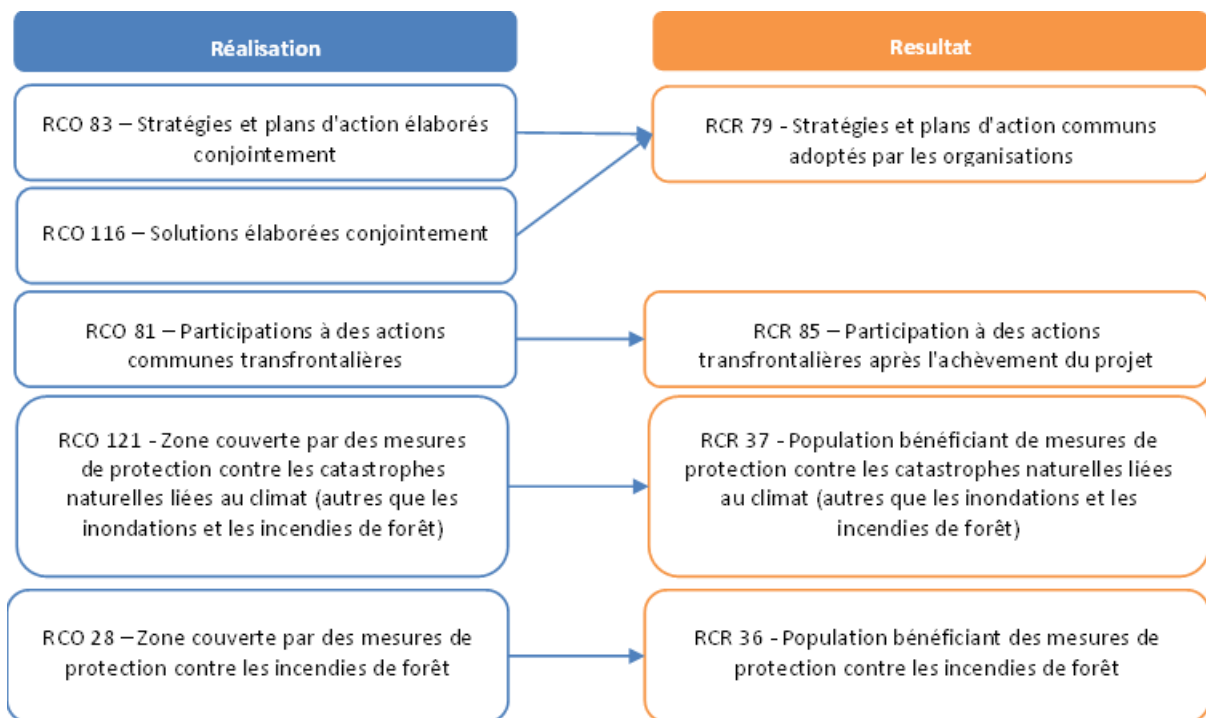 Réalisation
Resultat
RCO 83 – Stratégies et plans d'action élaborés
conjointement
RCR 79 - Stratégies et plans d'action communs
adoptés par les organisations
RCO 116 – Solutions élaborées conjointement
RCO 81 – Participations à des actions
communes transfrontalières
RCR 85 – Participation à des actions
transfrontalières après l'achèvement du projet
RCO 121 - Zone couverte par des mesures
de protection contre les catastrophes
naturelles liées au climat (autres que les
inondations et les incendies de forêt)
RCR 37 - Population bénéficiant de mesures de
protection contre les catastrophes naturelles liées
au climat (autres que les inondations et les
incendies de forêt)
RCO 28 – Zone couverte par des mesures de
protection contre les incendies de forêt
RCR 36 - Population bénéficiant des mesures de
protection contre les incendies de forêt